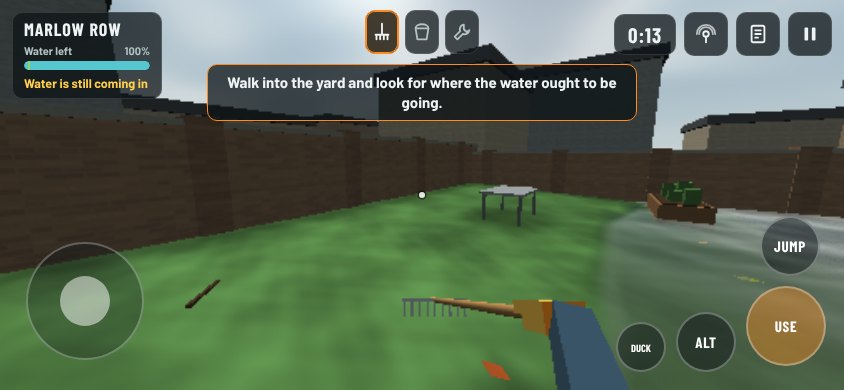 MARLOW ROW
Water left 100%
Water is still coming in
0:13
Walk into the yard and look for where the water ought to be
going.
JUMP
USE
ALT
DUCK